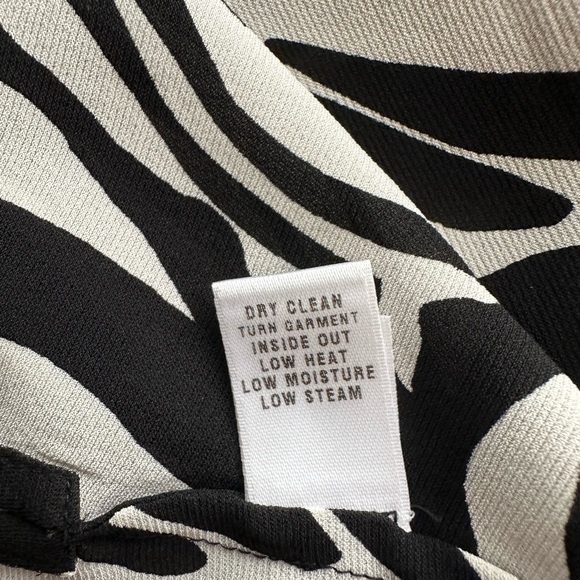 DRY CLEAN
TURN GARMENT
INSIDE OUT
LOW HEAT
LOW MOISTURE
LOW STEAM